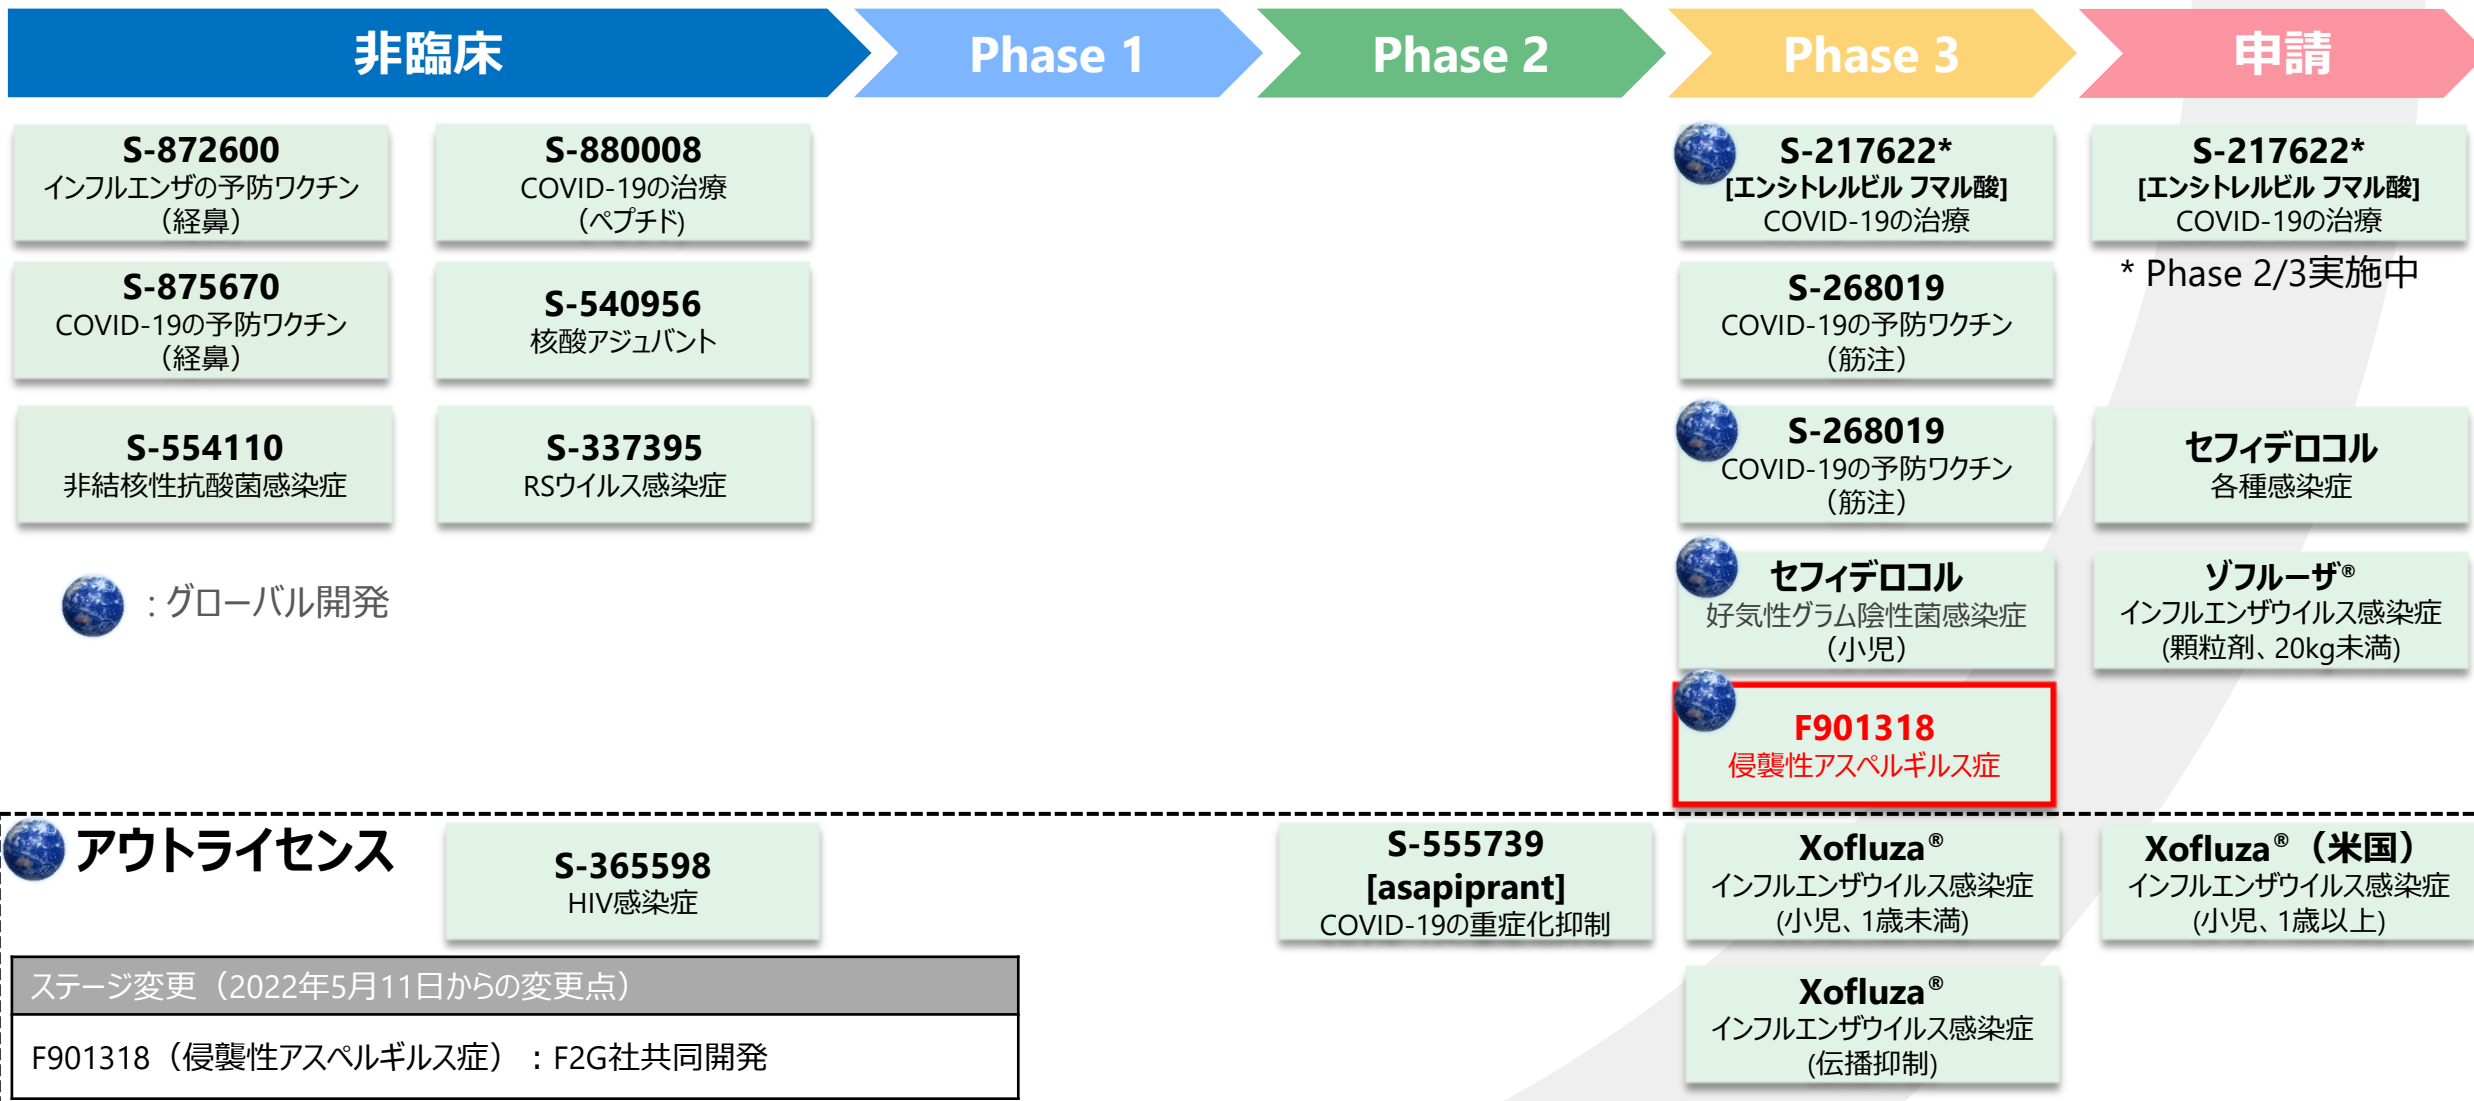 非臨床
Phase 1
Phase 2
Phase 3
申請
S-872600
インフルエンザの予防ワクチン
（経鼻）
S-880008
COVID-19の治療
（ペプチド)
S-217622*
[エンシトレルビル フマル酸]
COVID-19の治療
S-217622*
[エンシトレルビル フマル酸]
COVID-19の治療
* Phase 2/3実施中
S-875670
COVID-19の予防ワクチン
（経鼻）
S-540956
核酸アジュバント
S-268019
COVID-19の予防ワクチン
（筋注）
S-554110
非結核性抗酸菌感染症
S-337395
RSウイルス感染症
S-268019
COVID-19の予防ワクチン
（筋注）
セフィデロコル
各種感染症
: グローバル開発
セフィデロコル
好気性グラム陰性菌感染症
（小児）
ゾフルーザ®
インフルエンザウイルス感染症
(顆粒剤、20kg未満)
F901318
侵襲性アスペルギルス症
アウトライセンス
S-365598
HIV感染症
S-555739
[asapiprant]
COVID-19の重症化抑制
Xofluza®
インフルエンザウイルス感染症
(小児、1歳未満)
Xofluza®（米国）
インフルエンザウイルス感染症
(小児、1歳以上)
Xofluza®
インフルエンザウイルス感染症
(伝播抑制)
ステージ変更（2022年5月11日からの変更点）
F901318（侵襲性アスペルギルス症）：F2G社共同開発